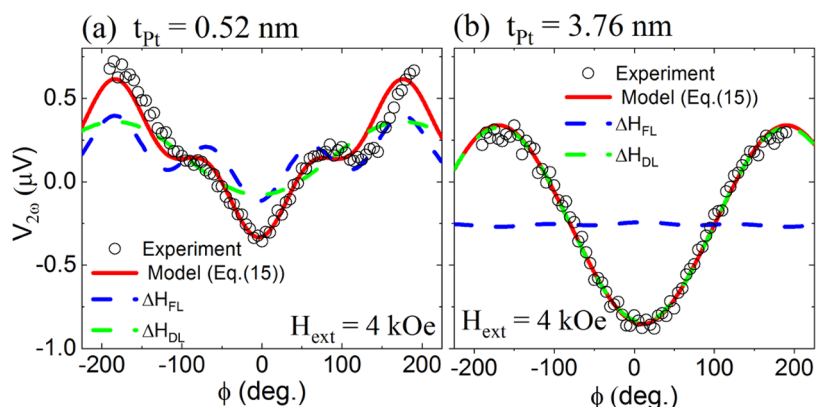 (a) t_Pt = 0.52 nm
(b) t_Pt = 3.76 nm
V_2ω (μV)
0.5
0.0
-0.5
-1.0
Experiment
Model (Eq.(15))
ΔH_FL
ΔH_DL
H_ext = 4 kOe
-200 -100 0 100 200
ϕ (deg.)
Experiment
Model (Eq.(15))
ΔH_FL
ΔH_DL
H_ext = 4 kOe
-200 -100 0 100 200
ϕ (deg.)